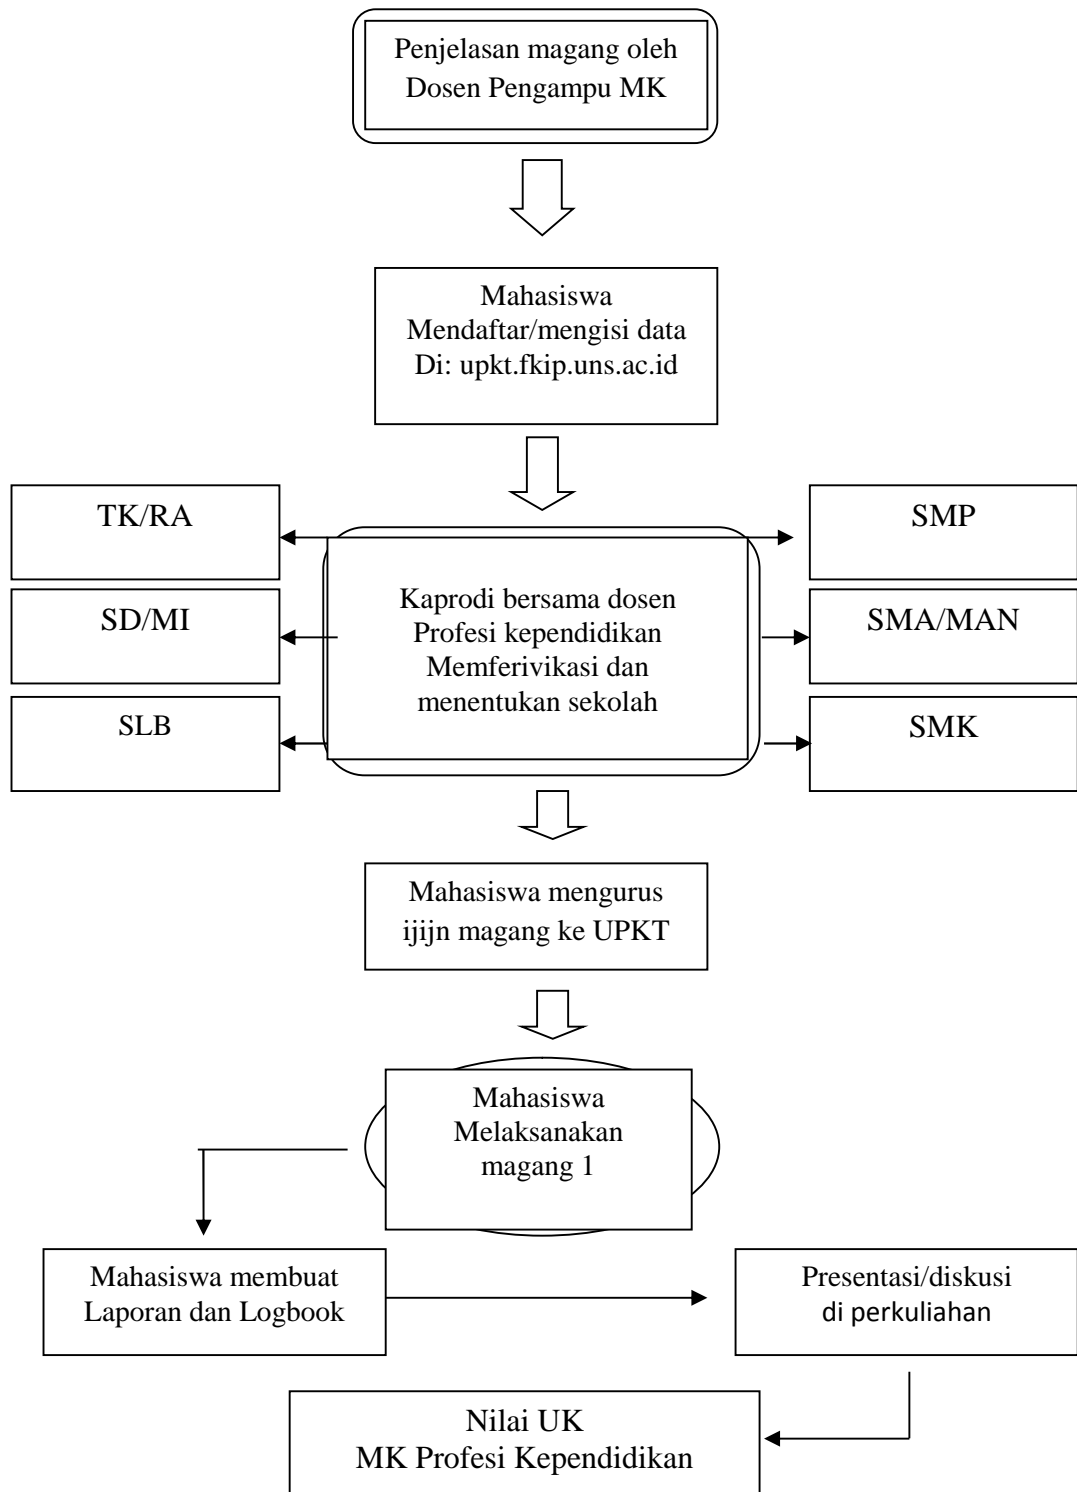 Penjelasan magang oleh
Dosen Pengampu MK
Mahasiswa
Mendaftar/mengisi data
Di: upkt.fkip.uns.ac.id
TK/RA
SMP
Kaprodi bersama dosen
Profesi kependidikan
Memferivikasi dan
menentukan sekolah
SD/MI
SMA/MAN
SLB
SMK
Mahasiswa mengurus
ijijn magang ke UPKT
Mahasiswa
Melaksanakan
magang 1
Mahasiswa membuat
Laporan dan Logbook
Presentasi/diskusi
di perkuliahan
Nilai UK
MK Profesi Kependidikan